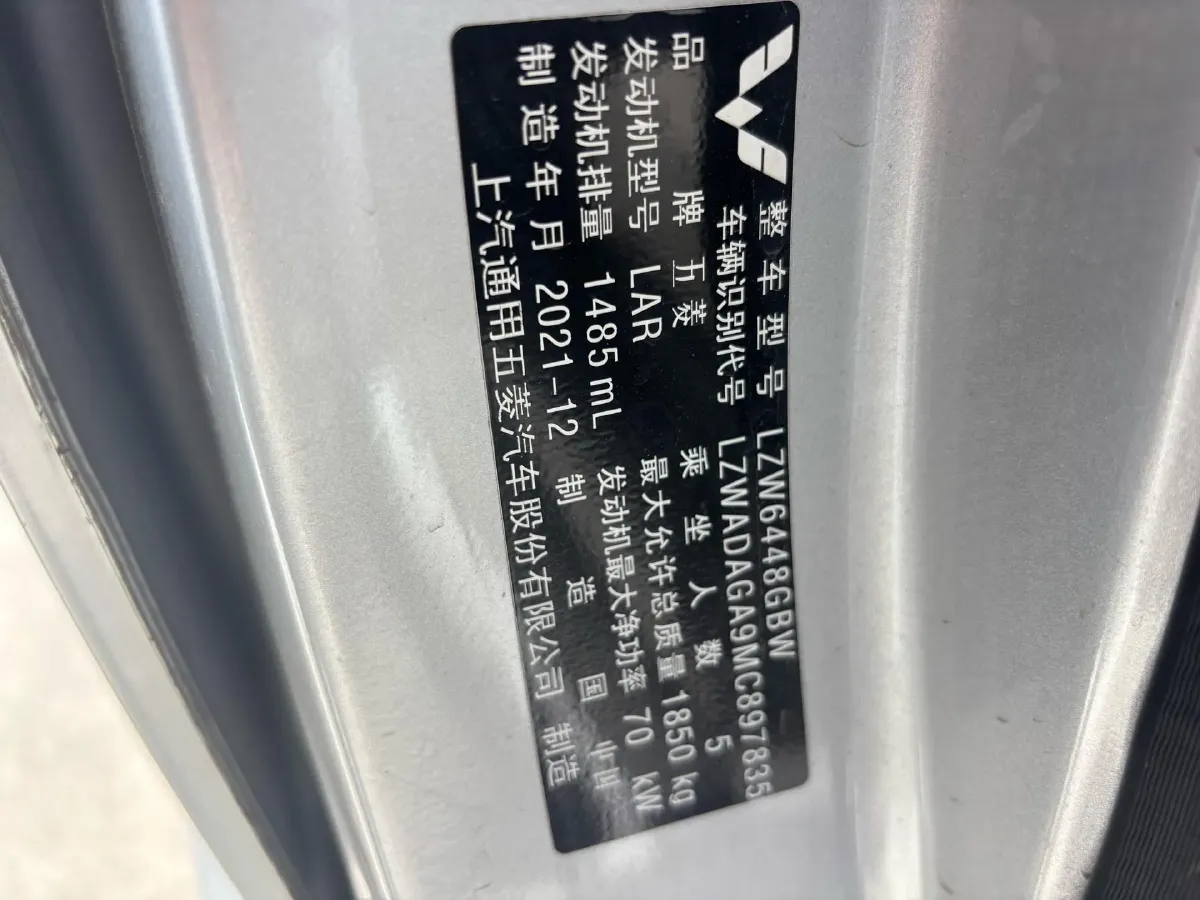 整车型号 LZW6448GBW
车辆识别代号 LZWADAGA9MC897835
品牌 五菱 乘坐人数 5
发动机型号 LAR 最大允许总质量 1850 kg
发动机排量 1485 mL 发动机最大净功率 70 kW
制造年月 2021-12 制造国 中国
上汽通用五菱汽车股份有限公司 制造